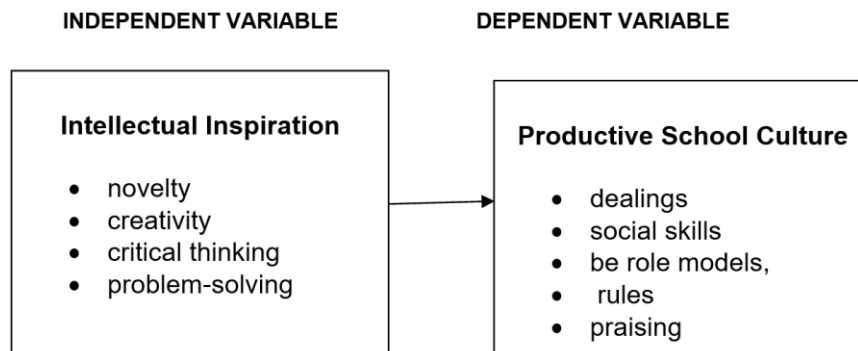 INDEPENDENT VARIABLE
DEPENDENT VARIABLE
Intellectual Inspiration
• novelty
• creativity
• critical thinking
• problem-solving
Productive School Culture
• dealings
• social skills
• be role models,
• rules
• praising